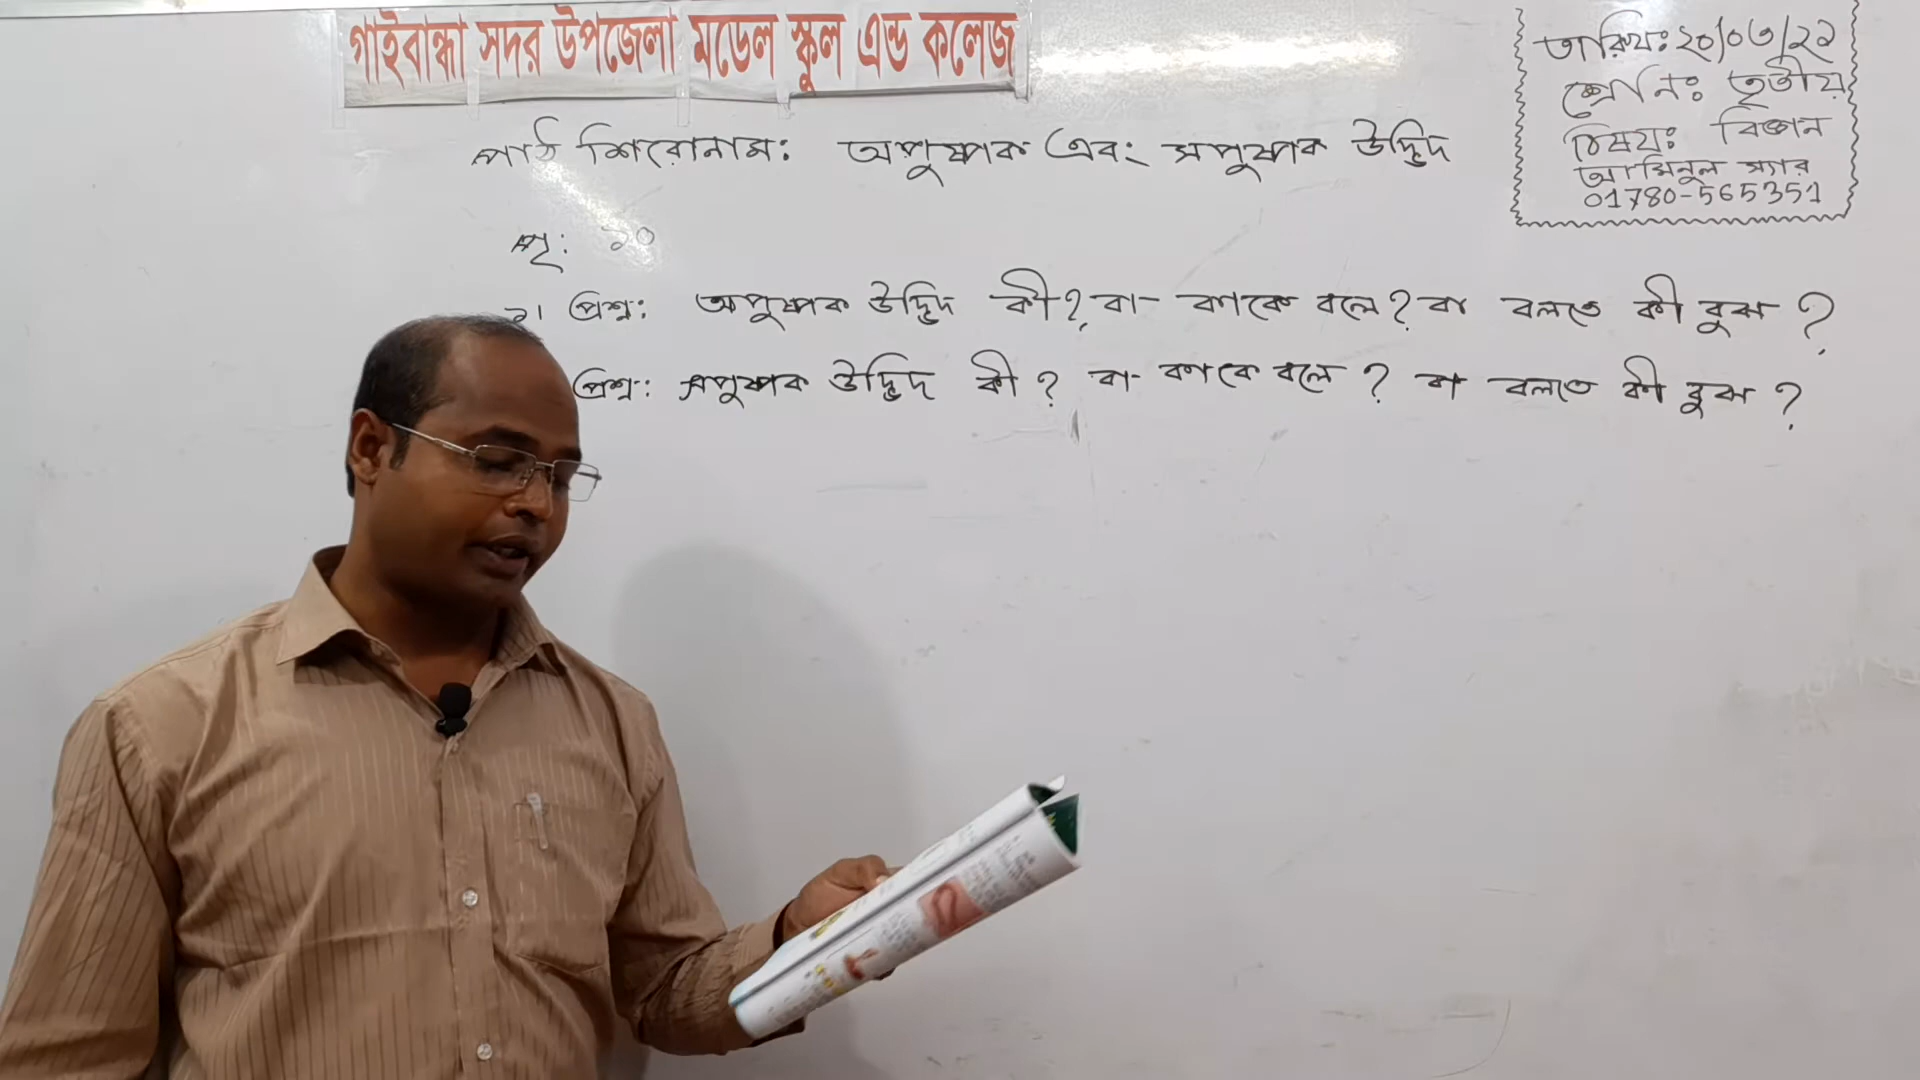 গাইবান্ধা সদর উপজেলা মডেল স্কুল এন্ড কলেজ
তারিখঃ ২০/০৩/২১
শ্রেনিঃ তৃতীয়
বিষয়ঃ বিজ্ঞান
আমিনুল স্যার
01780-565351
পাঠ শিরোনাম: অপুষ্পক এবং সপুষ্পক উদ্ভিদ
পৃ: ২০
১। প্রশ্ন: অপুষ্পক উদ্ভিদ কী? বা কাকে বলে? বা বলতে কী বুঝ ?
প্রশ্ন: সপুষ্পক উদ্ভিদ কী ? বা কাকে বলে ? বা বলতে কী বুঝ ?